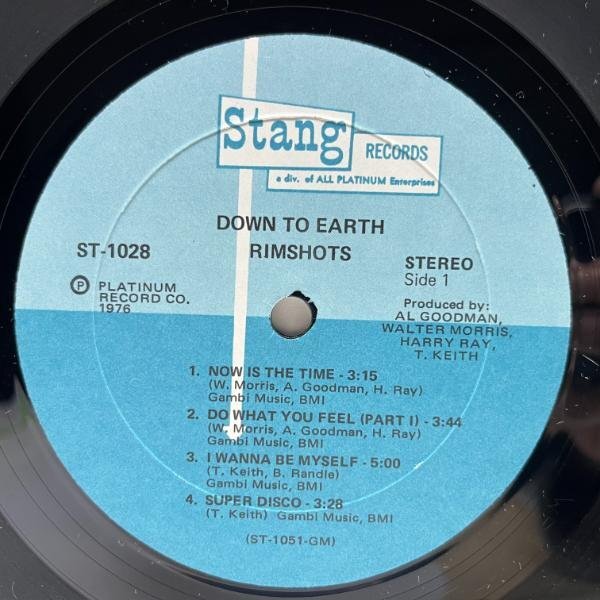 Stang RECORDS
a div. of ALL PLATINUM Enterprises
DOWN TO EARTH
RIMSHOTS
ST-1028
Ⓟ PLATINUM
RECORD CO.
1976
STEREO
Side 1
Produced by:
AL GOODMAN,
WALTER MORRIS,
HARRY RAY,
T. KEITH
1. NOW IS THE TIME - 3:15
(W. Morris, A. Goodman, H. Ray)
Gambi Music, BMI
2. DO WHAT YOU FEEL (PART I) - 3:44
(W. Morris, A. Goodman, H. Ray)
Gambi Music, BMI
3. I WANNA BE MYSELF - 5:00
(T. Keith, B. Randle)
Gambi Music, BMI
4. SUPER DISCO - 3:28
(T. Keith) Gambi Music, BMI
(ST-1051-GM)